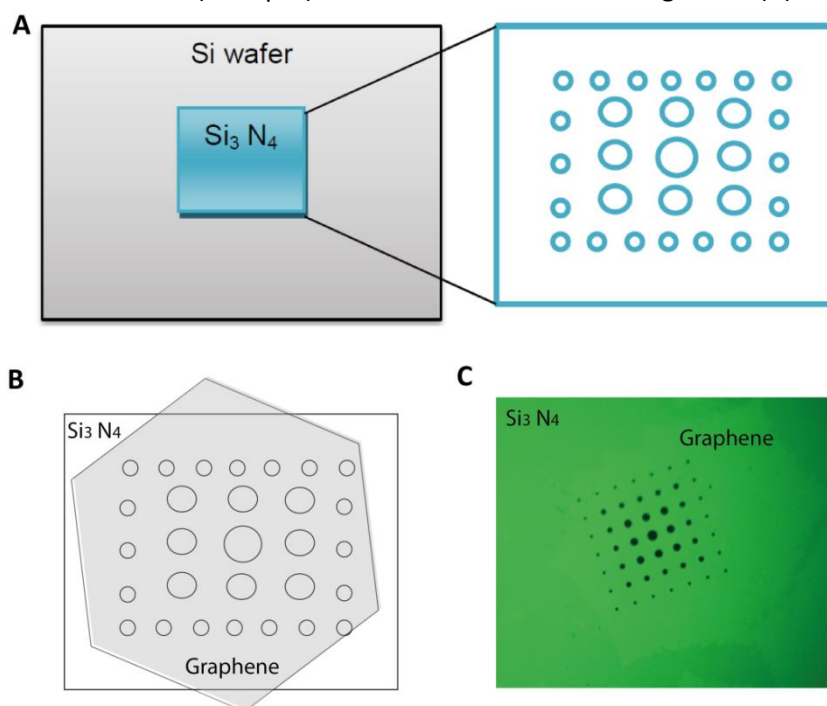 A
Si wafer
Si₃ N₄
B
Si₃ N₄
Graphene
C
Si₃ N₄
Graphene